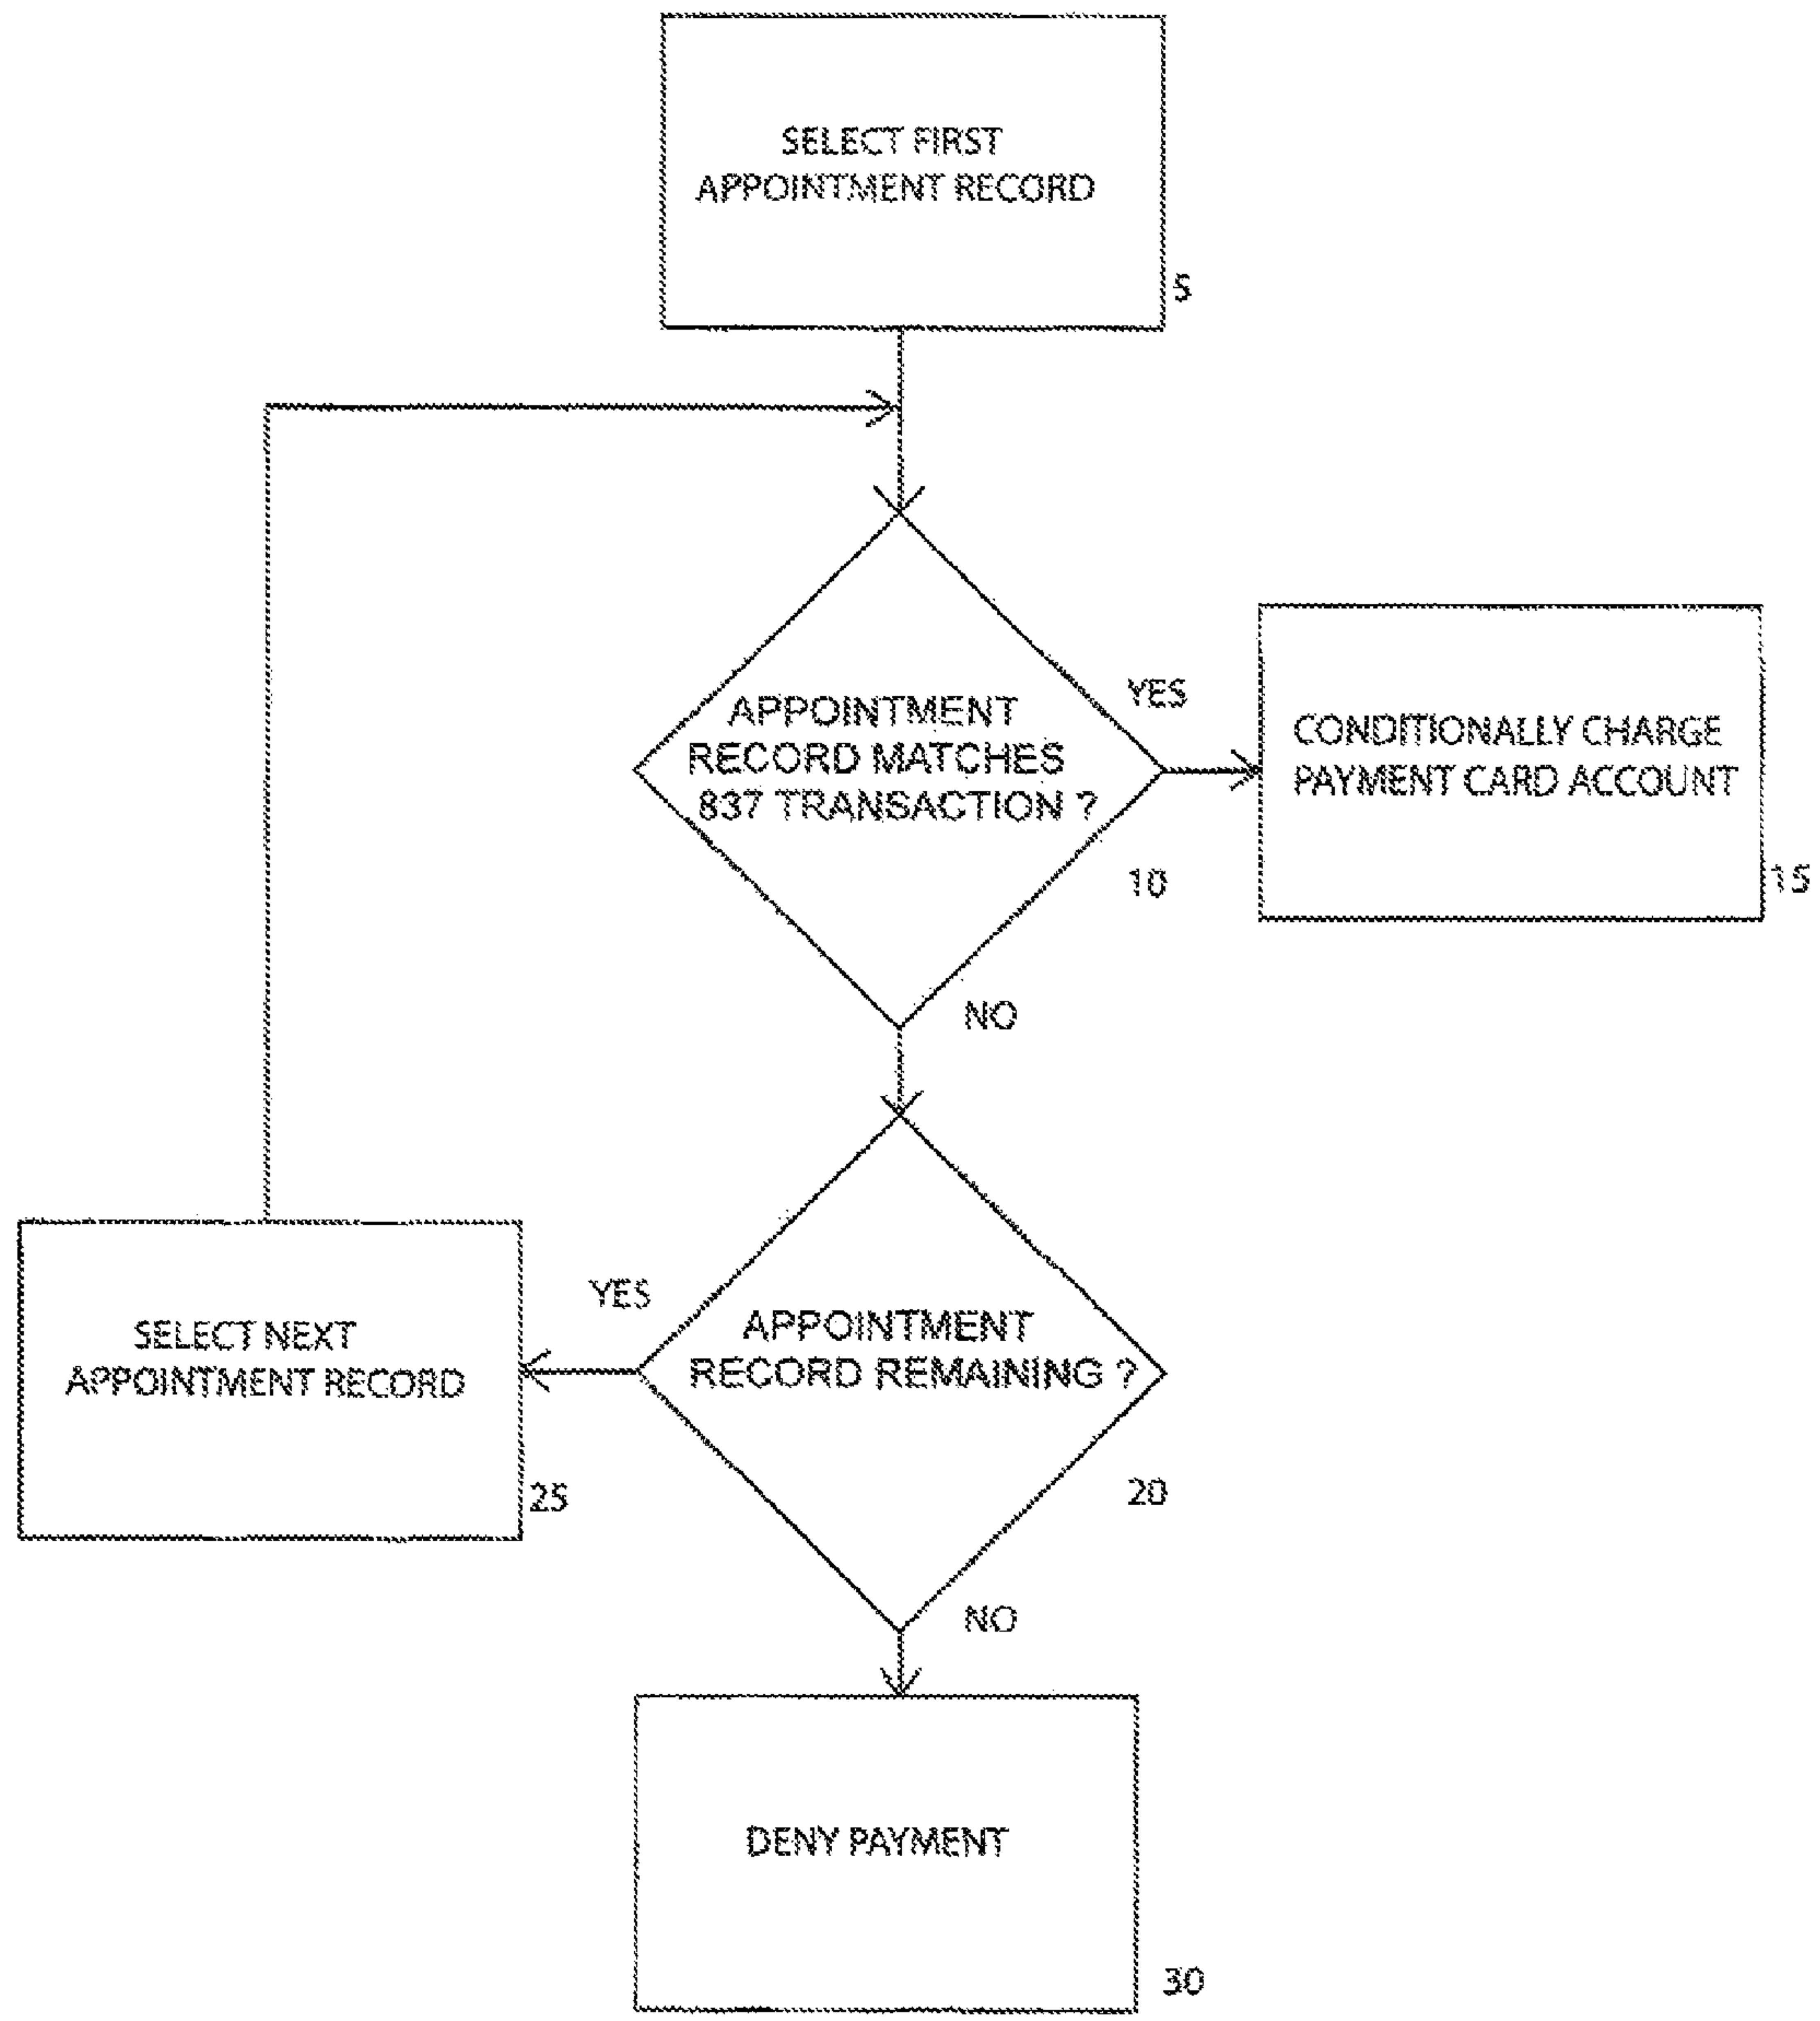 SELECT FIRST
APPOINTMENT RECORD
5
APPOINTMENT
RECORD MATCHES
837 TRANSACTION ?
YES
10
CONDITIONALLY CHARGE
PAYMENT CARD ACCOUNT
15
NO
APPOINTMENT
RECORD REMAINING ?
YES
20
SELECT NEXT
APPOINTMENT RECORD
25
NO
DENY PAYMENT
30